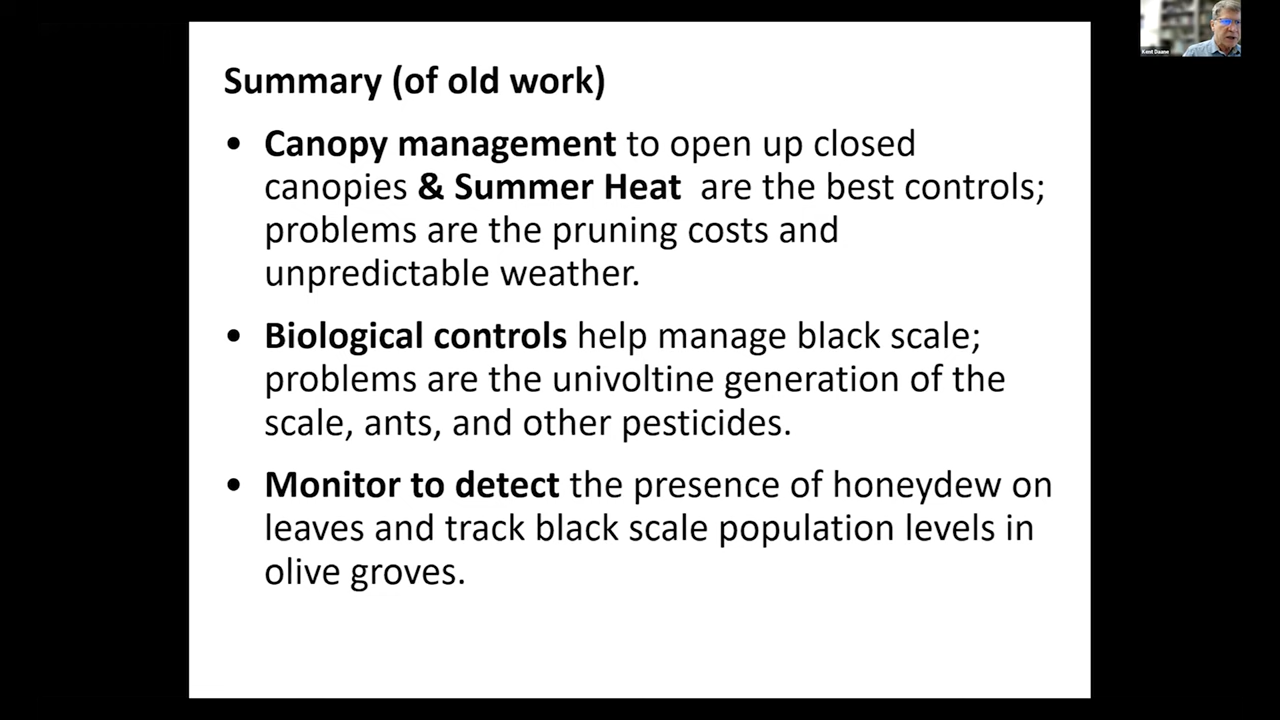 Kent Daane
Summary (of old work)
• Canopy management to open up closed
canopies & Summer Heat are the best controls;
problems are the pruning costs and
unpredictable weather.
• Biological controls help manage black scale;
problems are the univoltine generation of the
scale, ants, and other pesticides.
• Monitor to detect the presence of honeydew on
leaves and track black scale population levels in
olive groves.